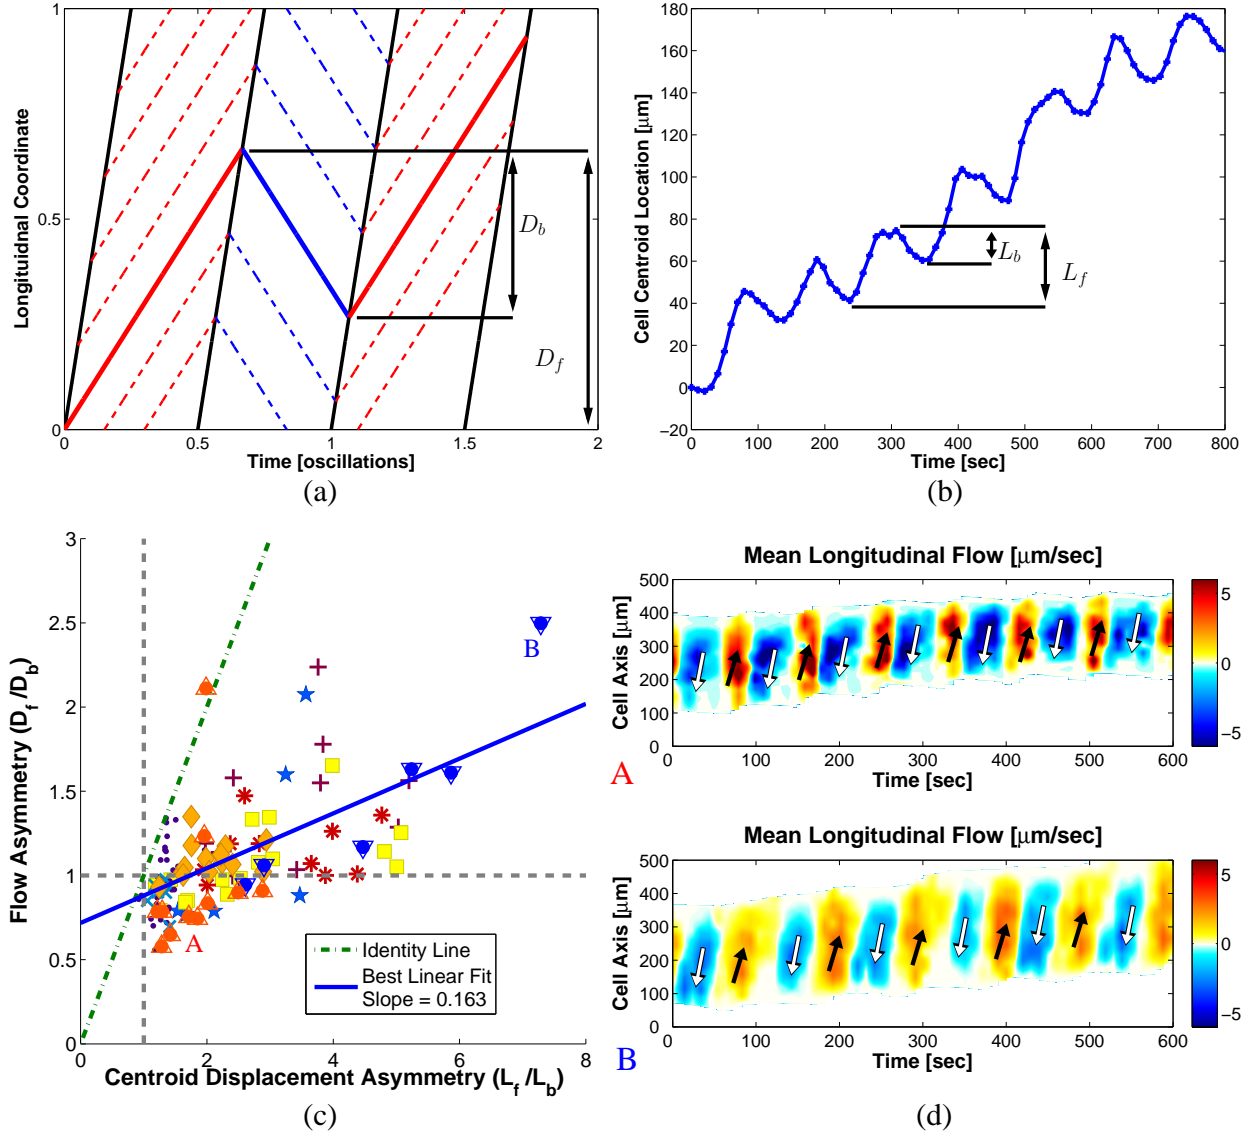 1
0.5
0
Longituidnal Coordinate
D_b
D_f
0 0.5 1 1.5 2
Time [oscillations]
(a)
180
160
140
120
100
80
60
40
20
0
−20
Cell Centroid Location [μm]
L_b
L_f
0 100 200 300 400 500 600 700 800
Time [sec]
(b)
3
2.5
2
1.5
1
0.5
0
Flow Asymmetry (D_f /D_b)
B
A
Identity Line
Best Linear Fit
Slope = 0.163
0 2 4 6 8
Centroid Displacement Asymmetry (L_f /L_b)
(c)
Mean Longitudinal Flow [μm/sec]
500
400
300
200
100
0
Cell Axis [μm]
5
0
−5
0 100 200 300 400 500 600
Time [sec]
A
Mean Longitudinal Flow [μm/sec]
500
400
300
200
100
0
Cell Axis [μm]
5
0
−5
0 100 200 300 400 500 600
Time [sec]
B
(d)